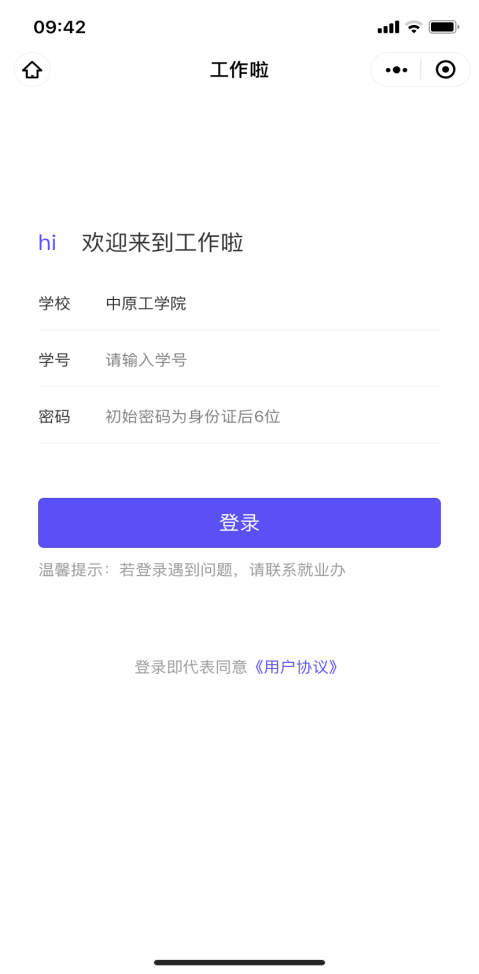 09:42
工作啦
hi 欢迎来到工作啦
学校 中原工学院
学号 请输入学号
密码 初始密码为身份证后6位
登录
温馨提示：若登录遇到问题，请联系就业办
登录即代表同意《用户协议》